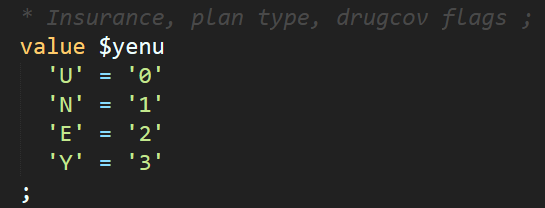 * Insurance, plan type, drugcov flags ;
value $yenu
'U' = '0'
'N' = '1'
'E' = '2'
'Y' = '3'
;